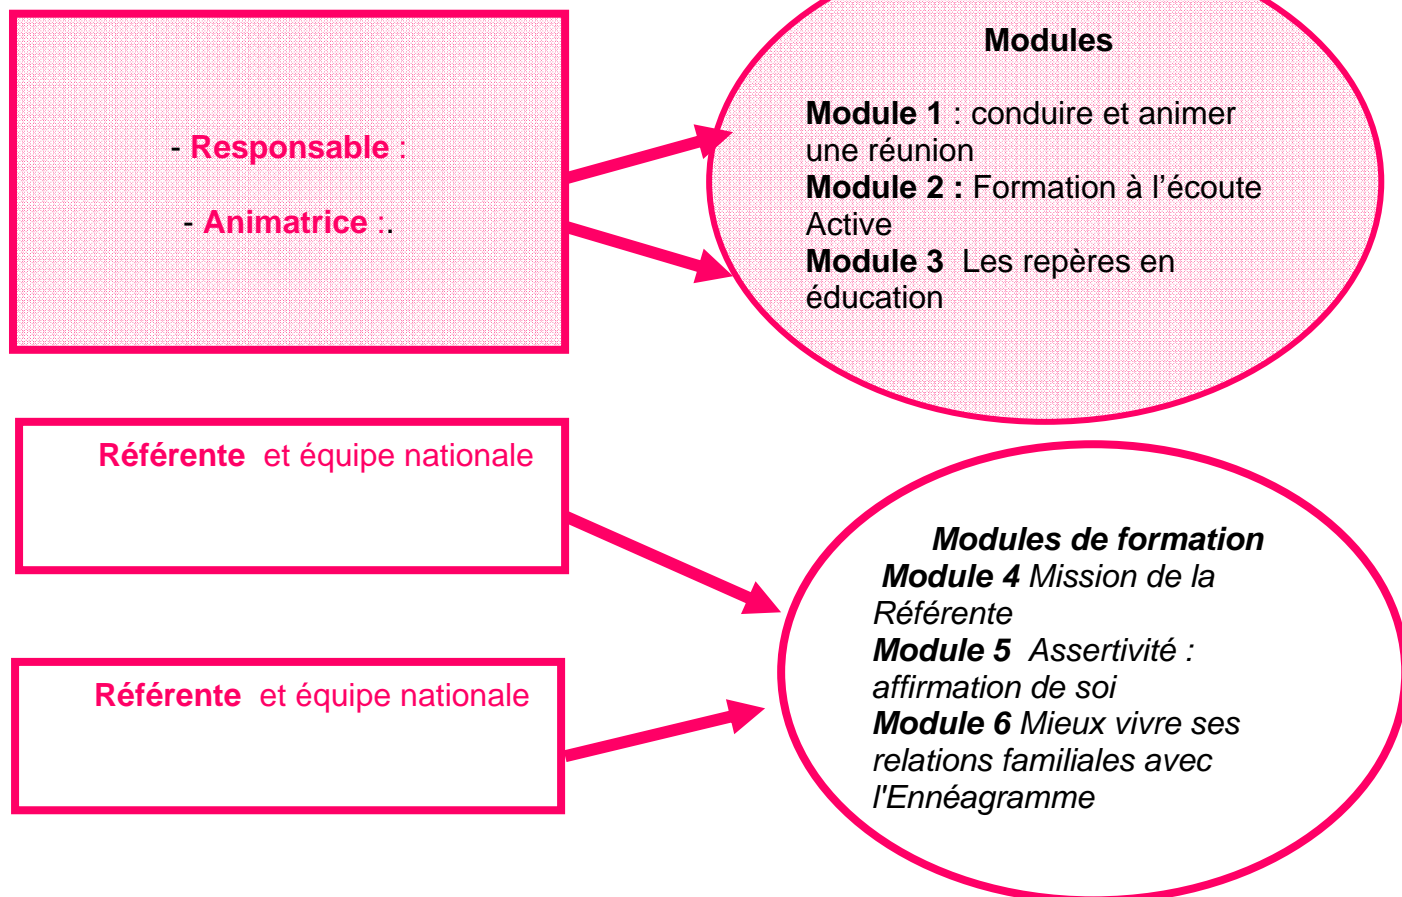 - Responsable :
- Animatrice :.
Modules
Module 1 : conduire et animer
une réunion
Module 2 : Formation à l’écoute
Active
Module 3 Les repères en
éducation
Référente et équipe nationale
Référente et équipe nationale
Modules de formation
Module 4 Mission de la
Référente
Module 5 Assertivité :
affirmation de soi
Module 6 Mieux vivre ses
relations familiales avec
l'Ennéagramme